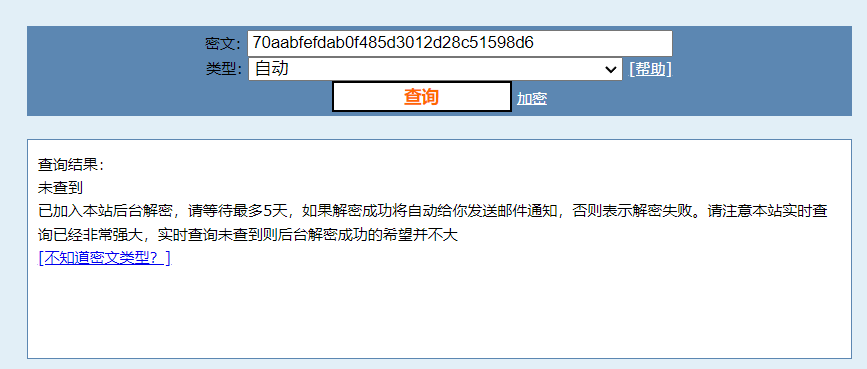 密文: 70aabfefdab0f485d3012d28c51598d6
类型: 自动 [帮助]
查询 加密
查询结果:
未查到
已加入本站后台解密，请等待最多5天，如果解密成功将自动给你发送邮件通知，否则表示解密失败。请注意本站实时查
询已经非常强大，实时查询未查到则后台解密成功的希望并不大
[不知道密文类型？]